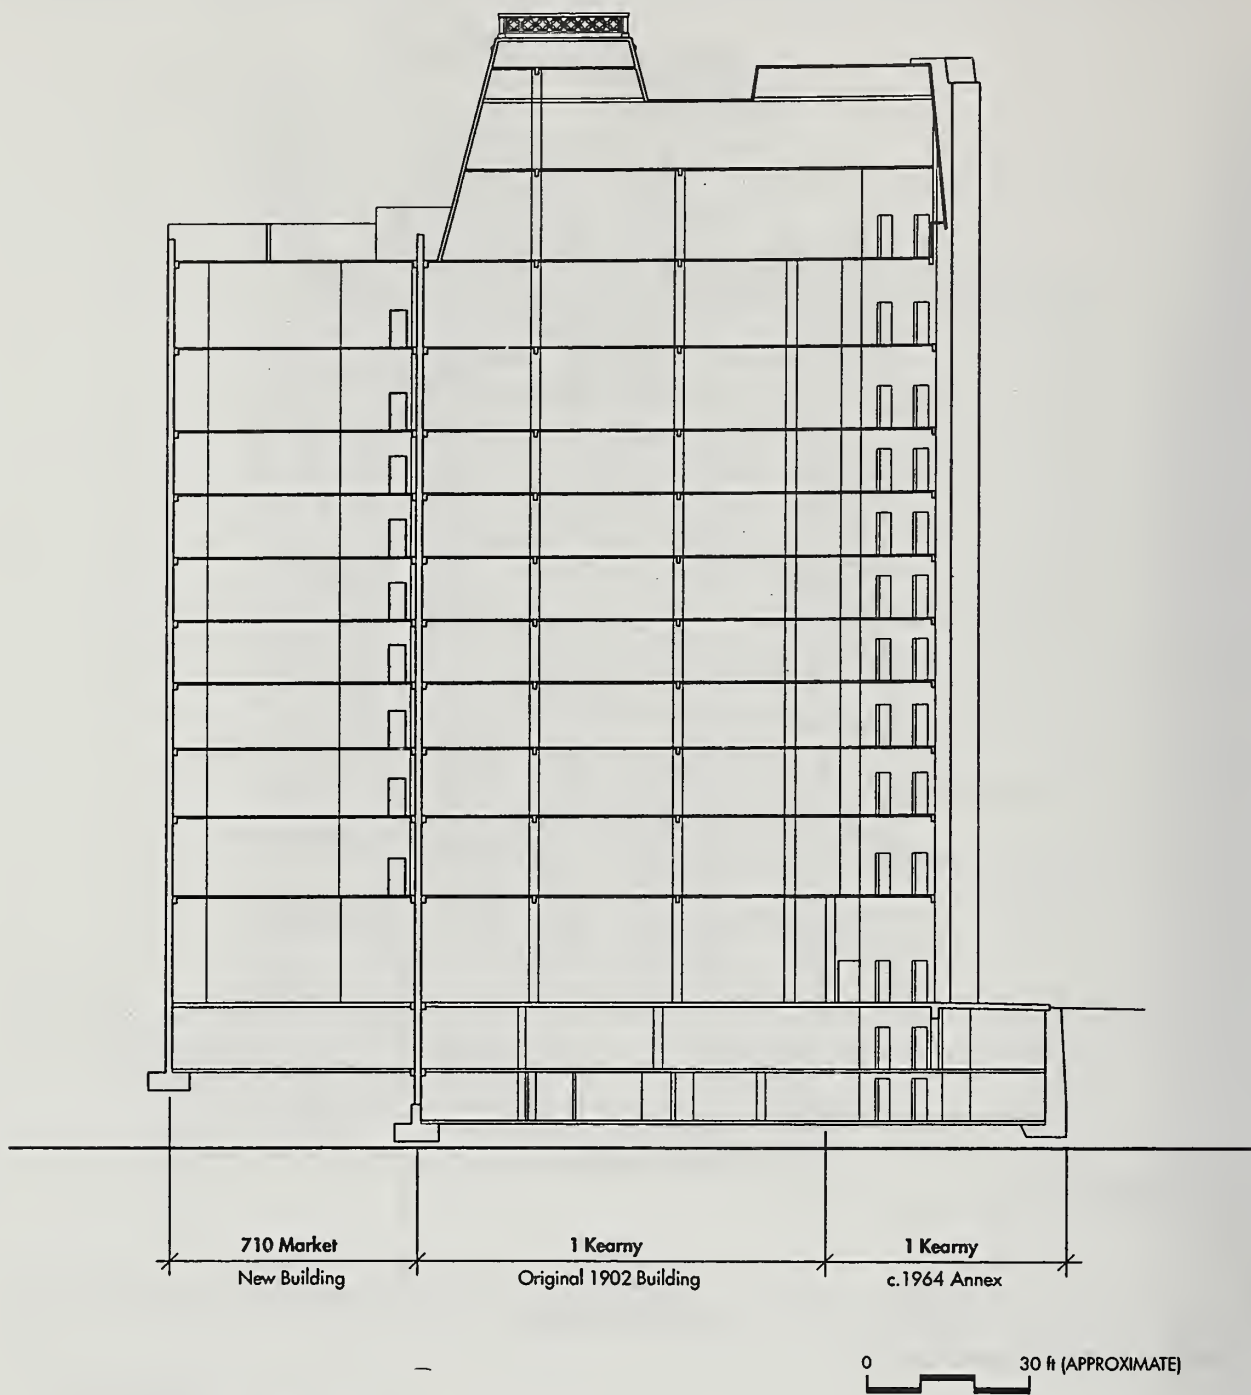 710 Market
New Building
1 Kearny
Original 1902 Building
1 Kearny
c.1964 Annex
0 30 ft (APPROXIMATE)